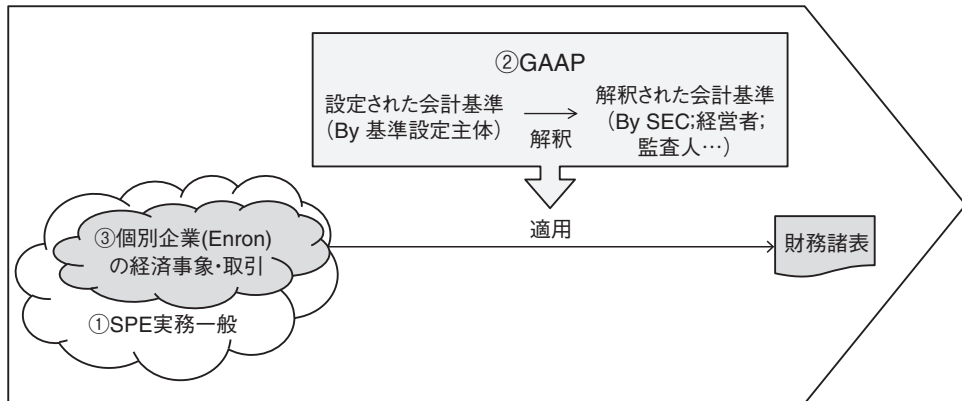 ②GAAP
設定された会計基準
(By 基準設定主体)
解釈
解釈された会計基準
(By SEC;経営者;
監査人…)
適用
③個別企業(Enron)
の経済事象・取引
①SPE実務一般
財務諸表